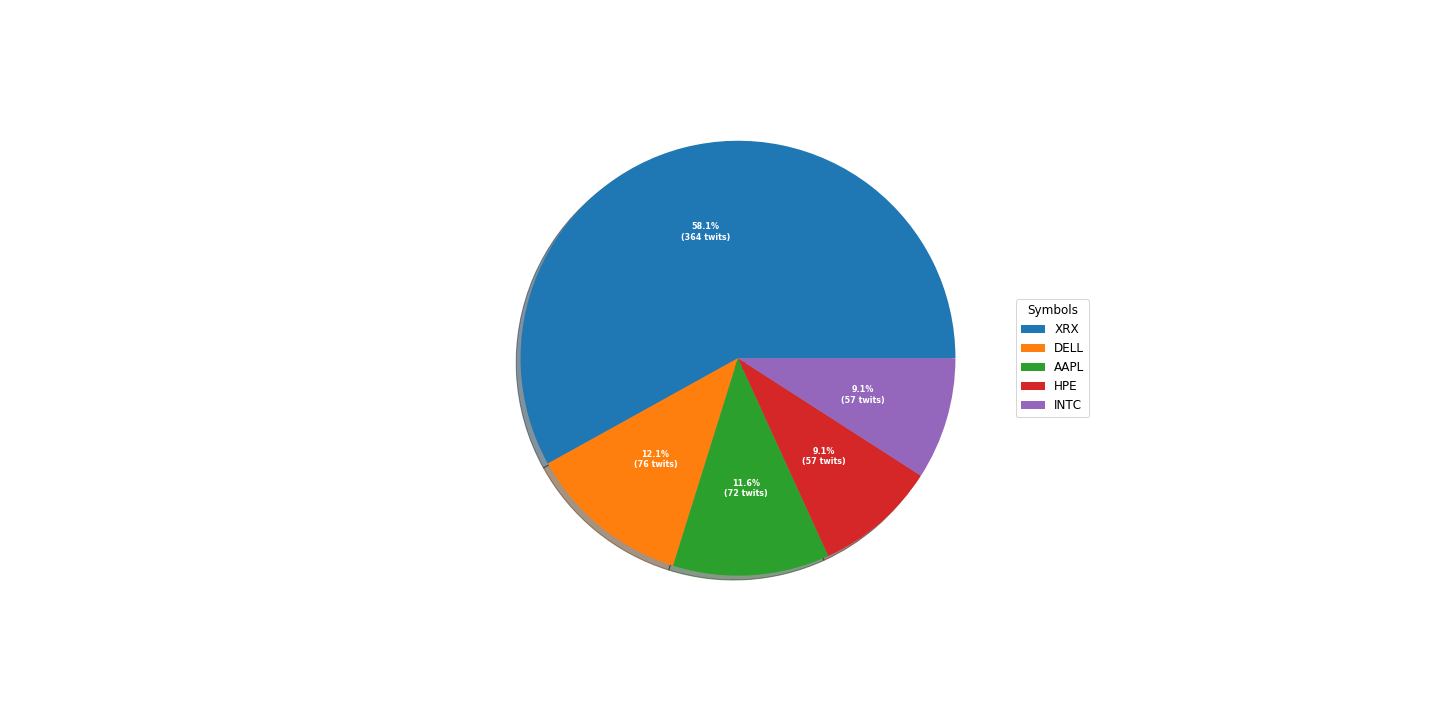 58.1%
(364 twits)
12.1%
(76 twits)
11.6%
(72 twits)
9.1%
(57 twits)
9.1%
(57 twits)
Symbols
XRX
DELL
AAPL
HPE
INTC